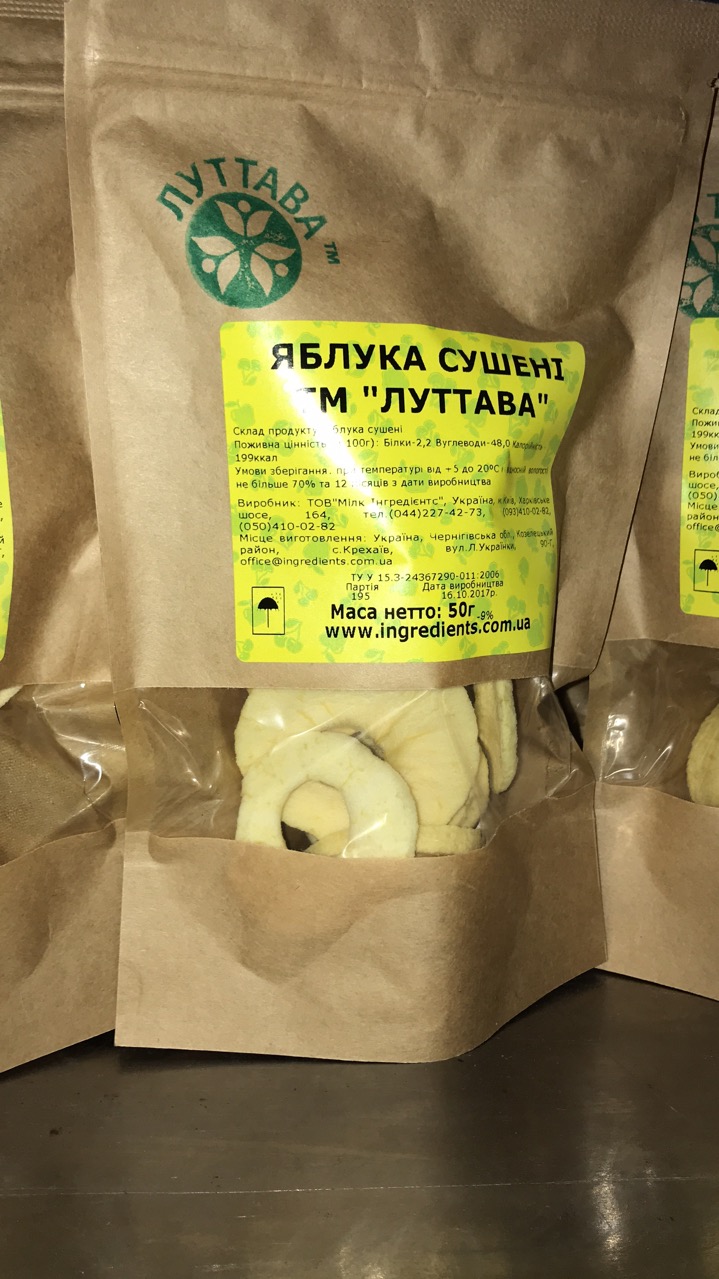 ЛУТТАВА TM
ЯБЛУКА СУШЕНІ
ТМ "ЛУТТАВА"
Склад продукту яблука сушені
Поживна цінність 100г): Білки-2,2 Вуглеводи-48,0 Калорійність
199ккал
Умови зберігання: при температурі від +5 до 20ºС і відносній вологості
не більше 70% та 12 місяців з дати виробництва
Виробник: ТОВ"Мілк Інгредієнтс", Україна, м.Київ, Харківське
шосе, 164, тел.(044)227-42-73, (093)410-02-82,
(050)410-02-82
Місце виготовлення: Україна, Чернігівська обл., Козелецький
район, с.Крехаїв, вул.Л.Українки, 90-Г,
office@ingredients.com.ua
ТУ У 15.3-24367290-011:2006
Партія Дата виробництва
195 16.10.2017р.
Маса нетто: 50г -9%
www.ingredients.com.ua